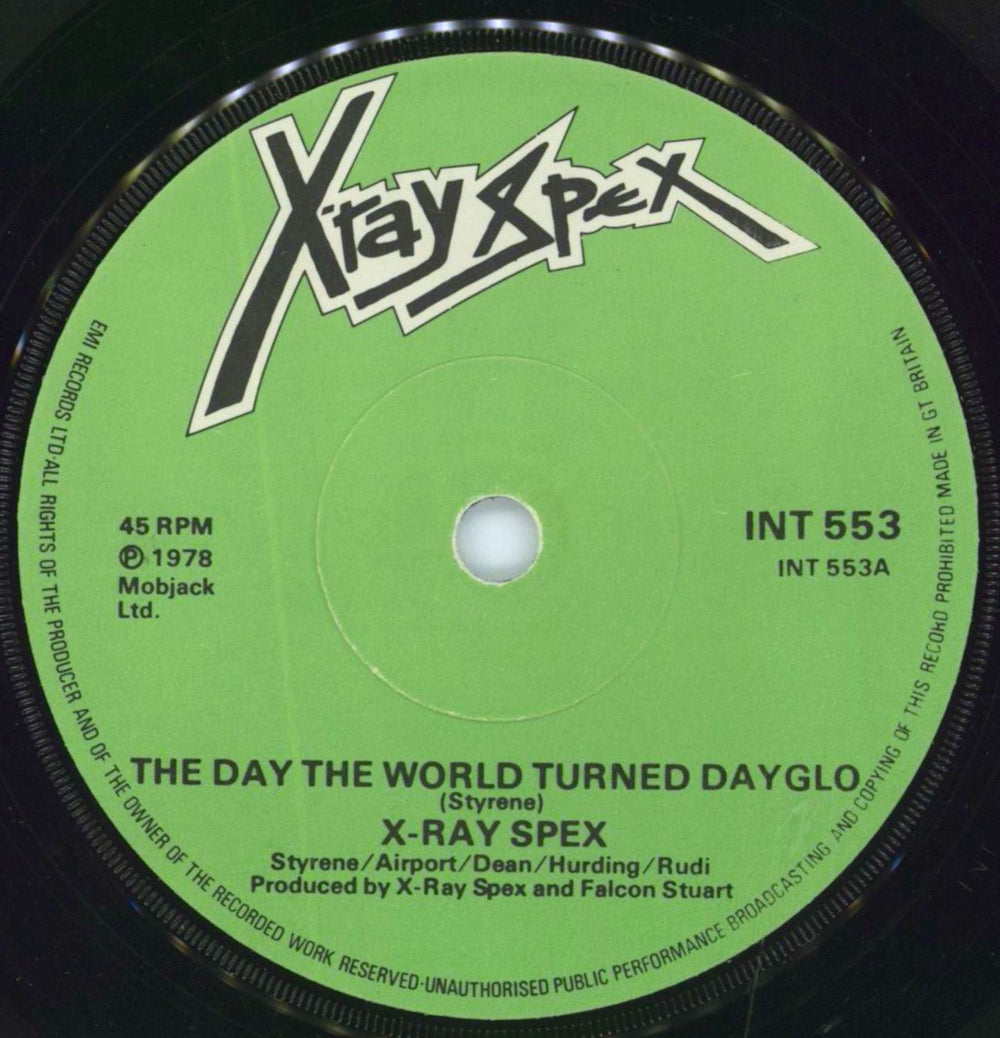 Xray Spex
EMI RECORDS LTD·ALL RIGHTS OF THE PRODUCER AND OF THE OWNER OF THE RECORDED WORK RESERVED·UNAUTHORISED PUBLIC PERFORMANCE BROADCASTING AND COPYING OF THIS RECORD PROHIBITED MADE IN GT BRITAIN
45 RPM
℗ 1978
Mobjack
Ltd.
INT 553
INT 553A
THE DAY THE WORLD TURNED DAYGLO
(Styrene)
X-RAY SPEX
Styrene/Airport/Dean/Hurding/Rudi
Produced by X-Ray Spex and Falcon Stuart